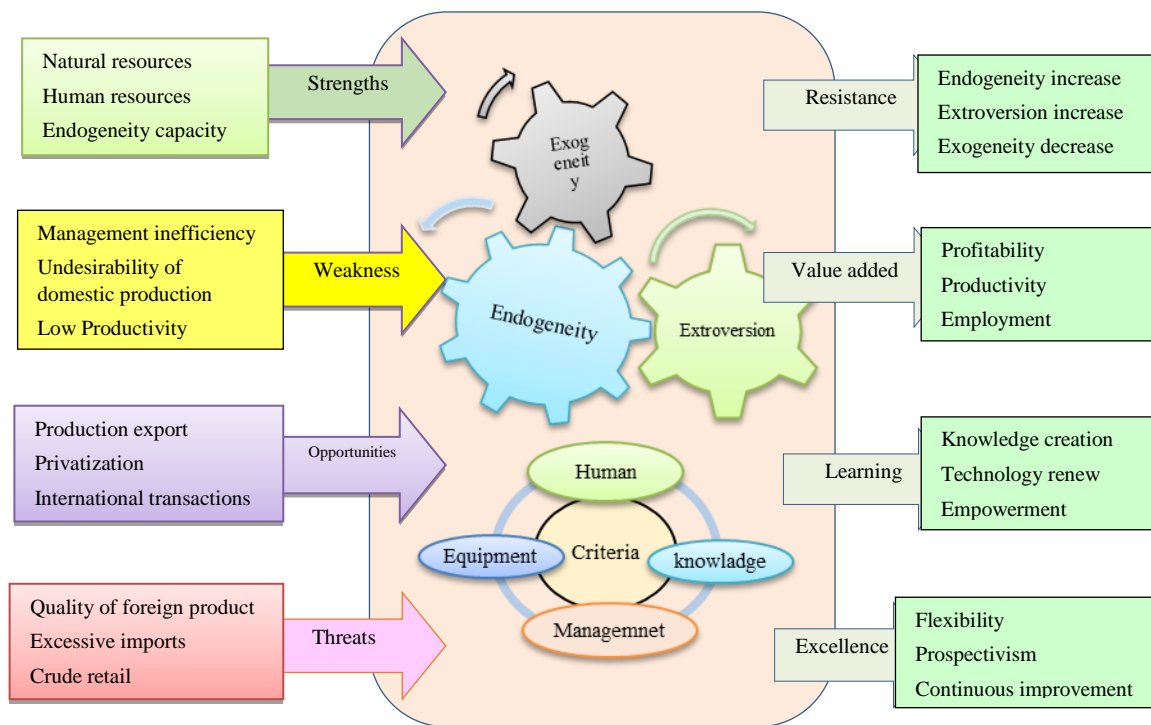 Natural resources
Human resources
Endogeneity capacity
Strengths
Management inefficiency
Undesirability of
domestic production
Low Productivity
Weakness
Production export
Privatization
International transactions
Opportunities
Quality of foreign product
Excessive imports
Crude retail
Threats
Exog
eneit
y
Endogeneity
Extroversion
Human
Equipment
Criteria
knowladge
Managemnet
Resistance
Endogeneity increase
Extroversion increase
Exogeneity decrease
Value added
Profitability
Productivity
Employment
Learning
Knowledge creation
Technology renew
Empowerment
Excellence
Flexibility
Prospectivism
Continuous improvement